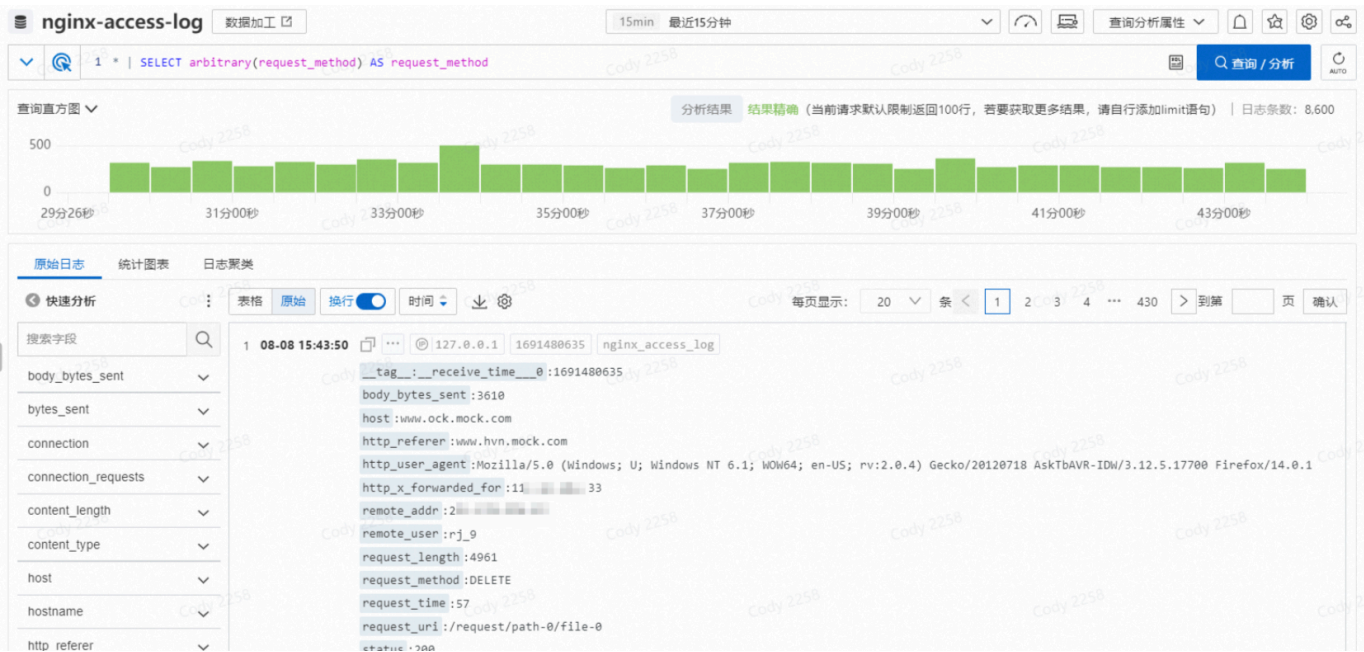 nginx-access-log 数据加工 15min 最近15分钟 查询分析属性
1 * | SELECT arbitrary(request_method) AS request_method 查询 / 分析 AUTO
查询直方图 分析结果 结果精确 (当前请求默认限制返回100行，若要获取更多结果，请自行添加limit语句) | 日志条数: 8,600
500
0
29分26秒 31分00秒 33分00秒 35分00秒 37分00秒 39分00秒 41分00秒 43分00秒
原始日志 统计图表 日志聚类
快速分析 表格 原始 换行 时间 每页显示: 20 条 < 1 2 3 4 ··· 430 > 到第 页 确认
搜索字段
1 08-08 15:43:50 ··· 127.0.0.1 1691480635 nginx_access_log
__tag__:__receive_time___0 :1691480635
body_bytes_sent :3610
host :www.ock.mock.com
http_referer :www.hvn.mock.com
http_user_agent :Mozilla/5.0 (Windows; U; Windows NT 6.1; WOW64; en-US; rv:2.0.4) Gecko/20120718 AskTbAVR-IDW/3.12.5.17700 Firefox/14.0.1
http_x_forwarded_for :11 33
remote_addr :2
remote_user :rj_9
request_length :4961
request_method :DELETE
request_time :57
request_uri :/request/path-0/file-0
status :200
body_bytes_sent
bytes_sent
connection
connection_requests
content_length
content_type
host
hostname
http_referer
Cody 2258